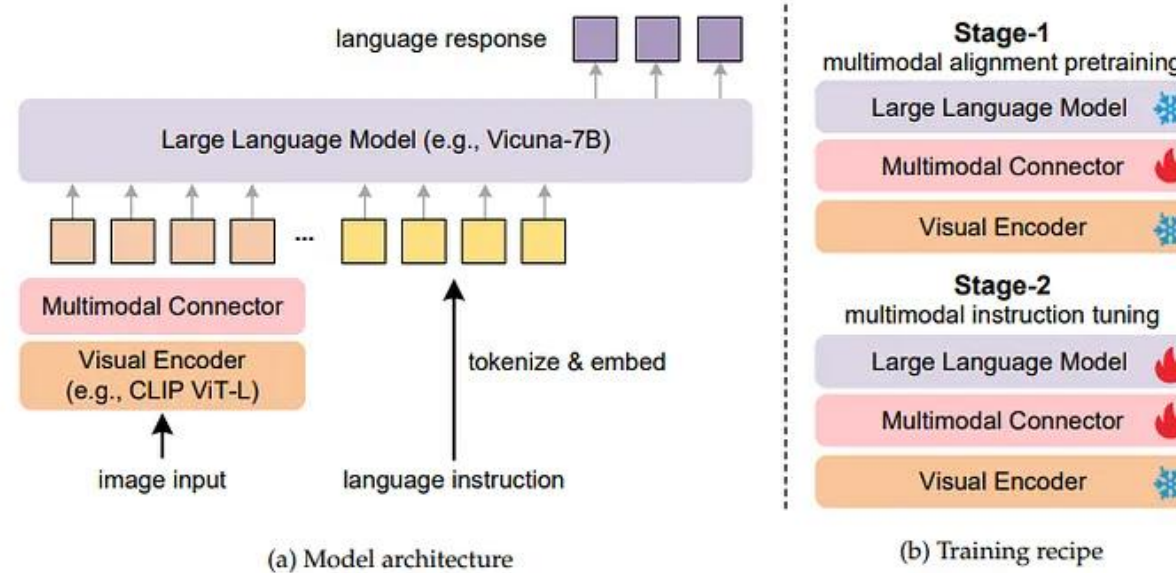 language response
Large Language Model (e.g., Vicuna-7B)
...
Multimodal Connector
Visual Encoder
(e.g., CLIP ViT-L)
tokenize & embed
image input
language instruction
(a) Model architecture
Stage-1
multimodal alignment pretraining
Large Language Model
Multimodal Connector
Visual Encoder
Stage-2
multimodal instruction tuning
Large Language Model
Multimodal Connector
Visual Encoder
(b) Training recipe